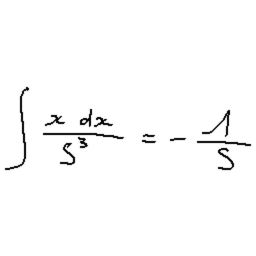 ∫ x dx / S³ = - 1 / S